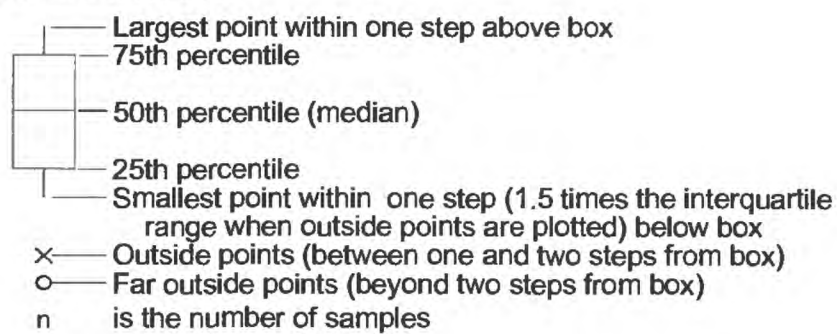 Largest point within one step above box
75th percentile
50th percentile (median)
25th percentile
Smallest point within one step (1.5 times the interquartile
range when outside points are plotted) below box
Outside points (between one and two steps from box)
Far outside points (beyond two steps from box)
n is the number of samples